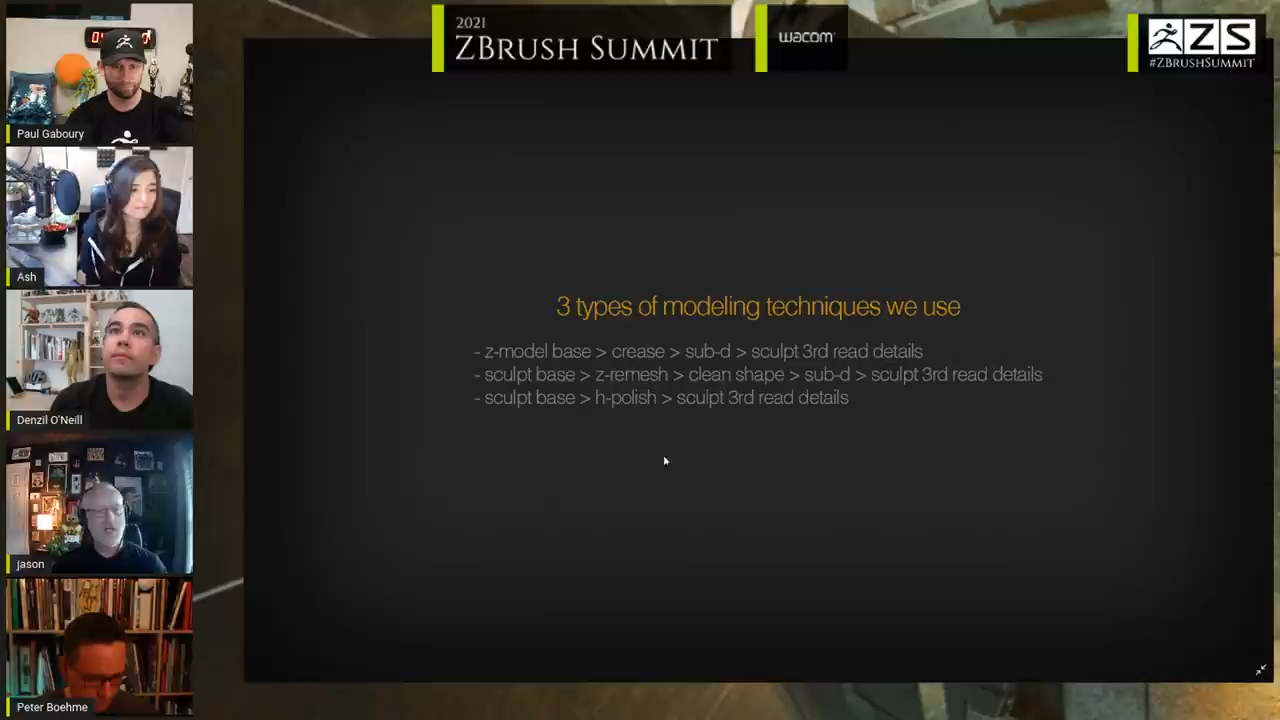 2021
ZBRUSH SUMMIT
wacom
ZS
#ZBRUSHSUMMIT
Paul Gaboury
Ash
Denzil O'Neill
jason
Peter Boehme
3 types of modeling techniques we use
- z-model base > crease > sub-d > sculpt 3rd read details
- sculpt base > z-remesh > clean shape > sub-d > sculpt 3rd read details
- sculpt base > h-polish > sculpt 3rd read details